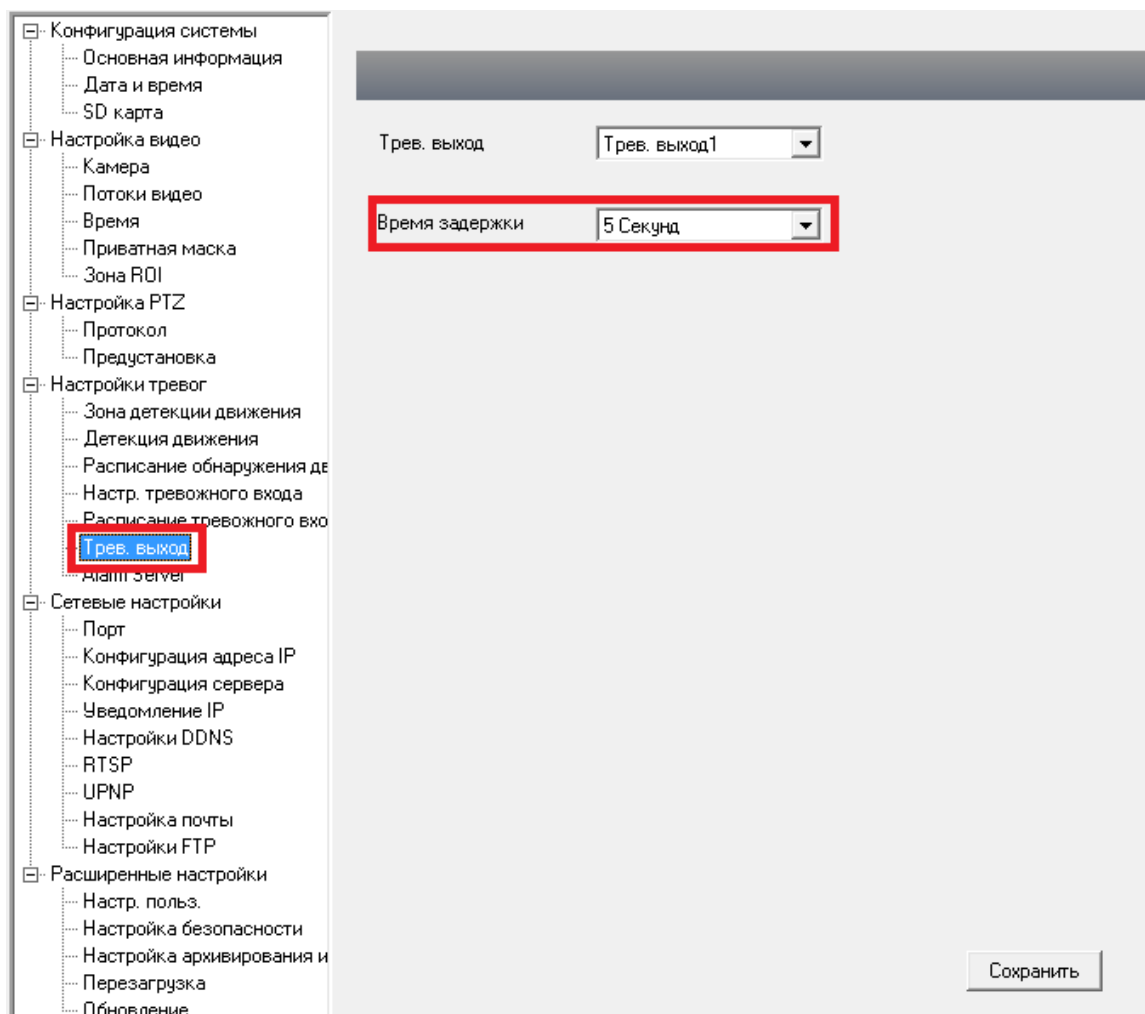 Конфигурация системы
Основная информация
Дата и время
SD карта
Настройка видео
Камера
Потоки видео
Время
Приватная маска
Зона ROI
Настройка PTZ
Протокол
Предустановка
Настройки тревог
Зона детекции движения
Детекция движения
Расписание обнаружения дв
Настр. тревожного входа
Расписание тревожного вхо
Трев. выход
Alarm Server
Сетевые настройки
Порт
Конфигурация адреса IP
Конфигурация сервера
Уведомление IP
Настройки DDNS
RTSP
UPNP
Настройка почты
Настройки FTP
Расширенные настройки
Настр. польз.
Настройка безопасности
Настройка архивирования и
Перезагрузка
Обновление
Трев. выход Трев. выход1
Время задержки 5 Секунд
Сохранить